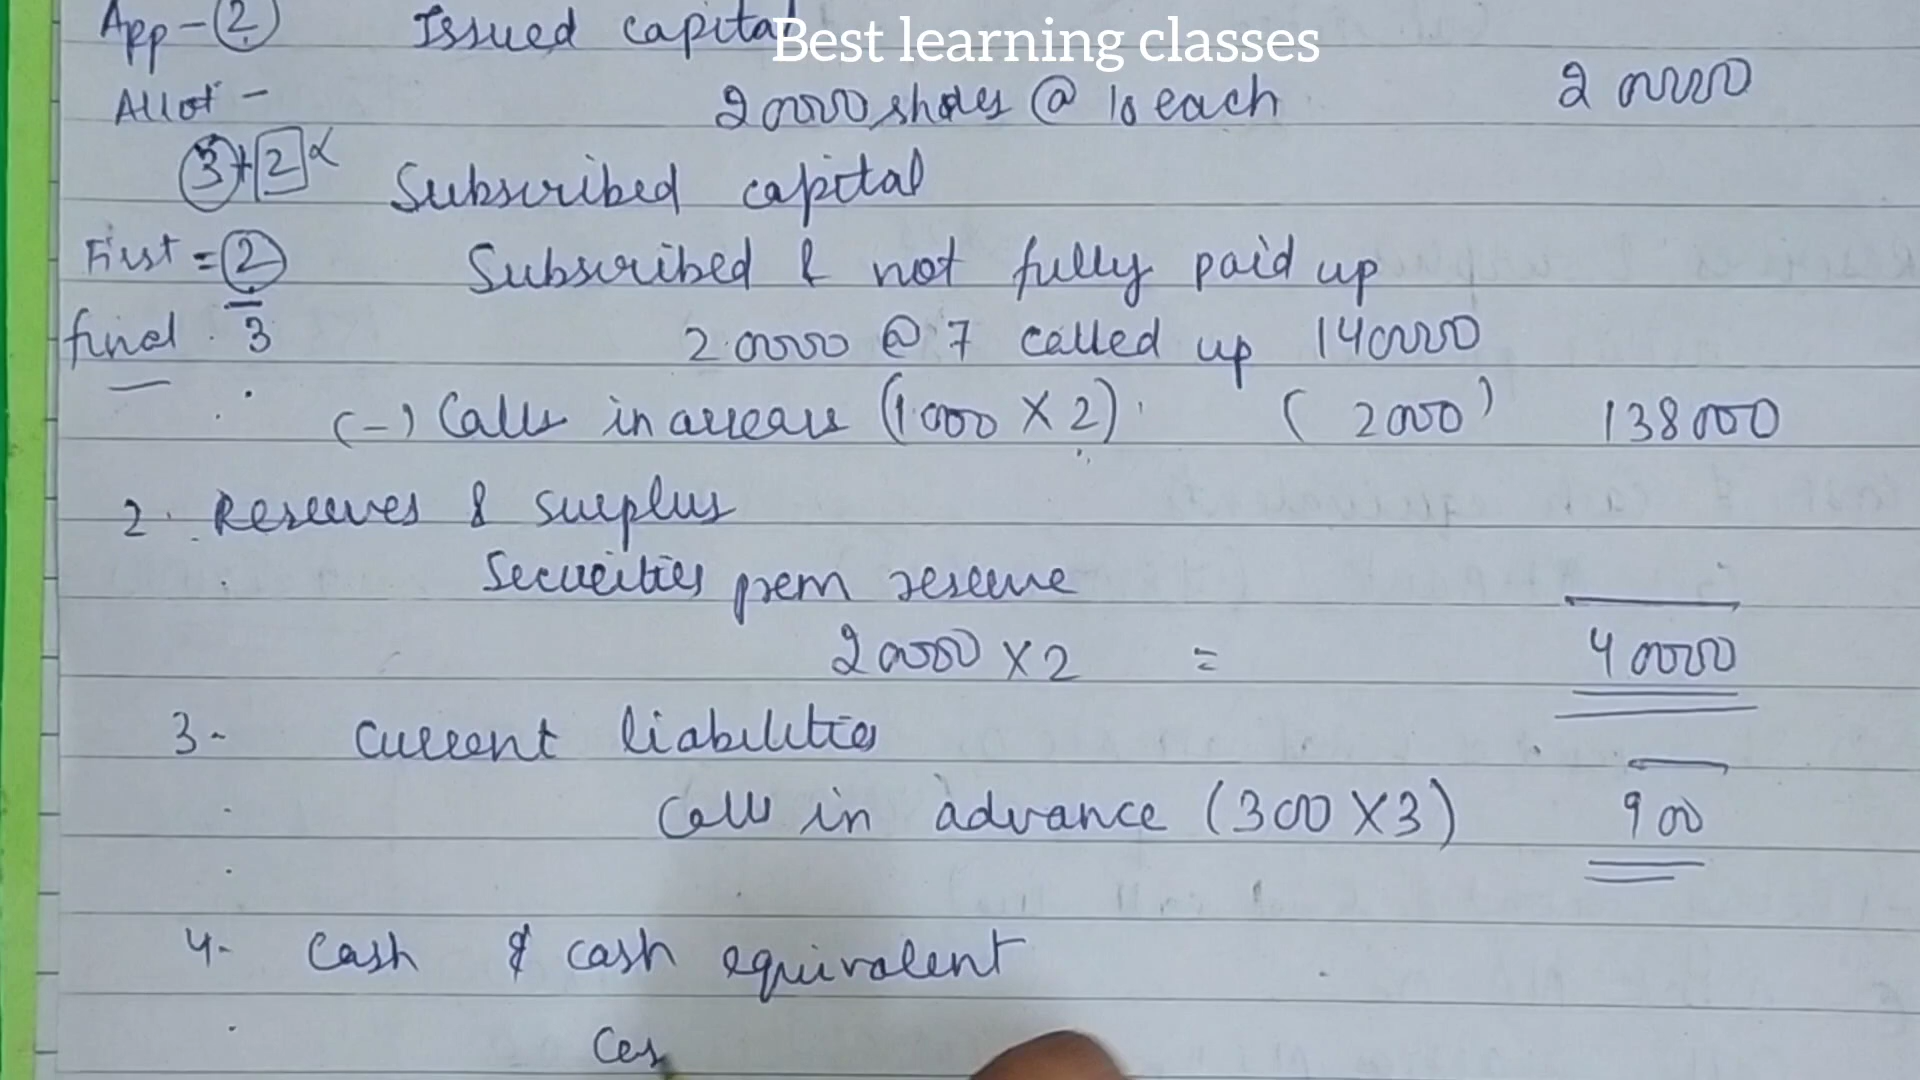 App - 2 Issued capital
Best learning classes
Allot - 20000 shares @ 10 each 200000
3 + 2
Subscribed capital
First = 2 Subscribed & not fully paid up
final 3 20000 @ 7 called up 140000
(-) Calls in arrears (1000 X 2) (2000) 138000
2. Reserves & surplus
Securities prem reserve
20000 X 2 = 40000
3- Current liabilities
Calls in advance (300 X 3) 900
4- Cash & cash equivalent